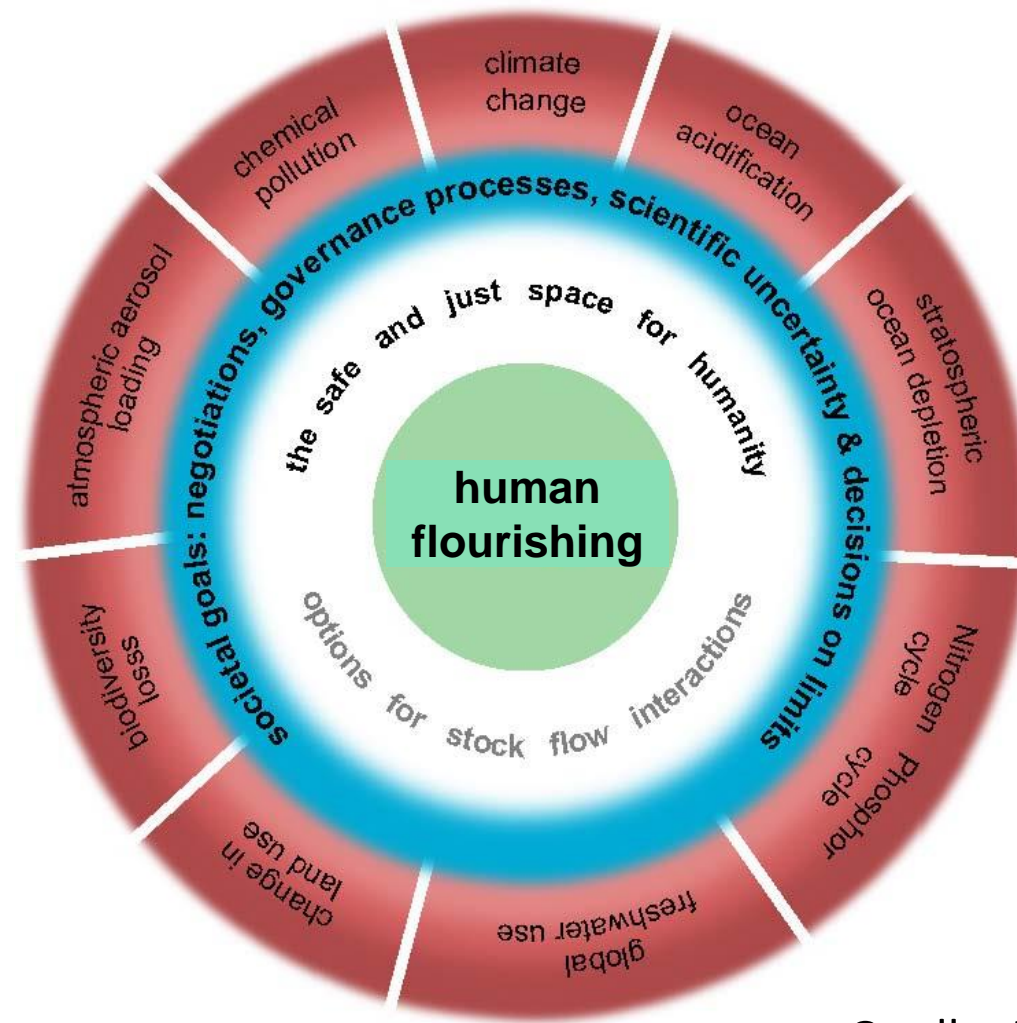 climate
change
ocean
acidification
stratospheric
ocean depletion
Nitrogen
cycle
Phosphor
cycle
global
freshwater use
change in
land use
biodiversity
losss
atmospheric aerosol
loading
chemical
pollution
societal goals: negotiations, governance processes, scientific uncertainty & decisions on limits
the safe and just space for humanity
human
flourishing
options for stock flow interactions